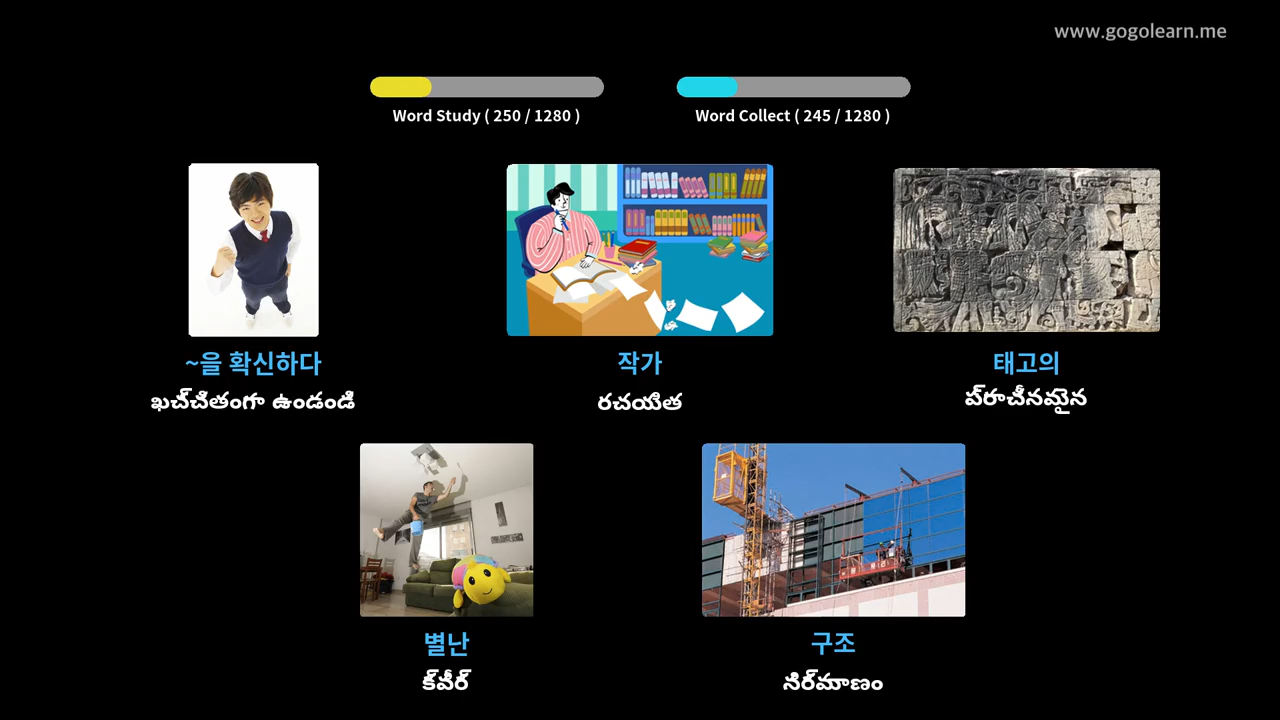 www.gogolearn.me
Word Study ( 250 / 1280 )
Word Collect ( 245 / 1280 )
~을 확신하다
ఖచ్‌చితంగా ఉండండి
작가
రచయిత
태고의
ప్‌రాచీనమైన
별난
క్‌వీర్
구조
నిర్‌మాణం